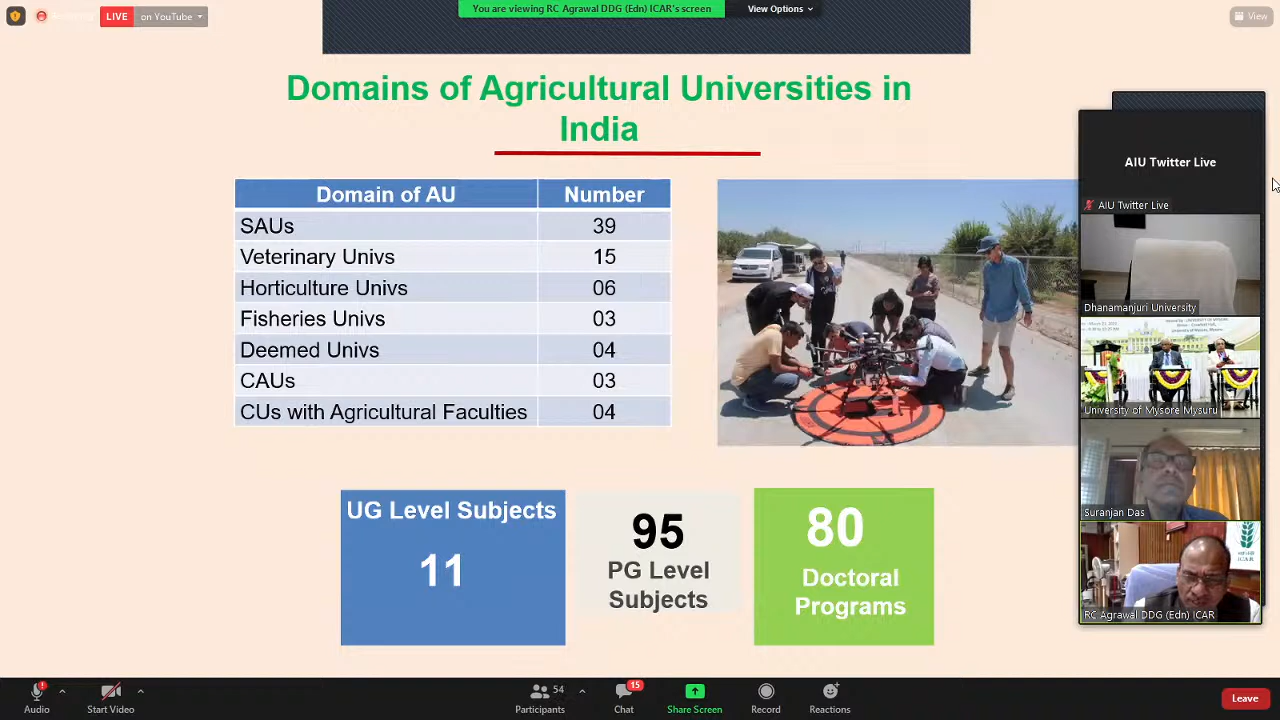 LIVE on YouTube
You are viewing RC Agrawal DDG (Edn) ICAR's screen
View Options
View
Domains of Agricultural Universities in
India
Domain of AU Number
SAUs 39
Veterinary Univs 15
Horticulture Univs 06
Fisheries Univs 03
Deemed Univs 04
CAUs 03
CUs with Agricultural Faculties 04
UG Level Subjects
11
95
PG Level
Subjects
80
Doctoral
Programs
AIU Twitter Live
AIU Twitter Live
Dhanamanjuri University
University of Mysore Mysuru
Suranjan Das
ICAR
RC Agrawal DDG (Edn) ICAR
Audio
Start Video
54
Participants
15
Chat
Share Screen
Record
Reactions
Leave